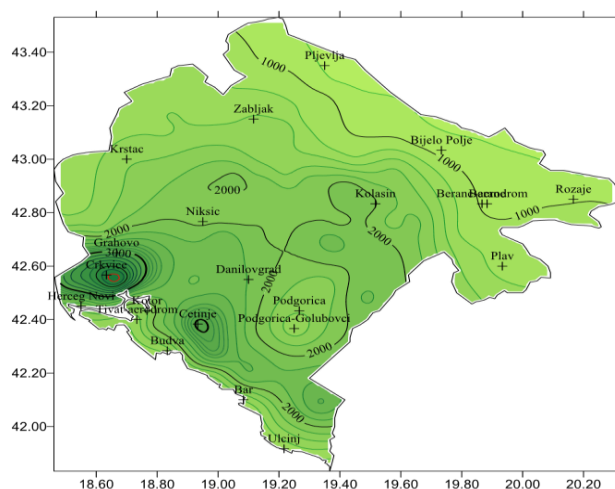 43.40
43.20
43.00
42.80
42.60
42.40
42.20
42.00
Pljevlja
1000
Zabljak
Bijelo Polje
Krstac
1000
2000
Kolasin
Rozaje
Niksic
1000
2000
Grahovo
3000
Crkvice
Danilovgrad
2000
2000
Plav
Herceg Novi
Kotor
Tivat-aerodrom
Podgorica
Cetinje
Podgorica-Golubovci
Budva
2000
Bar
2000
Ulcinj
18.60 18.80 19.00 19.20 19.40 19.60 19.80 20.00 20.20